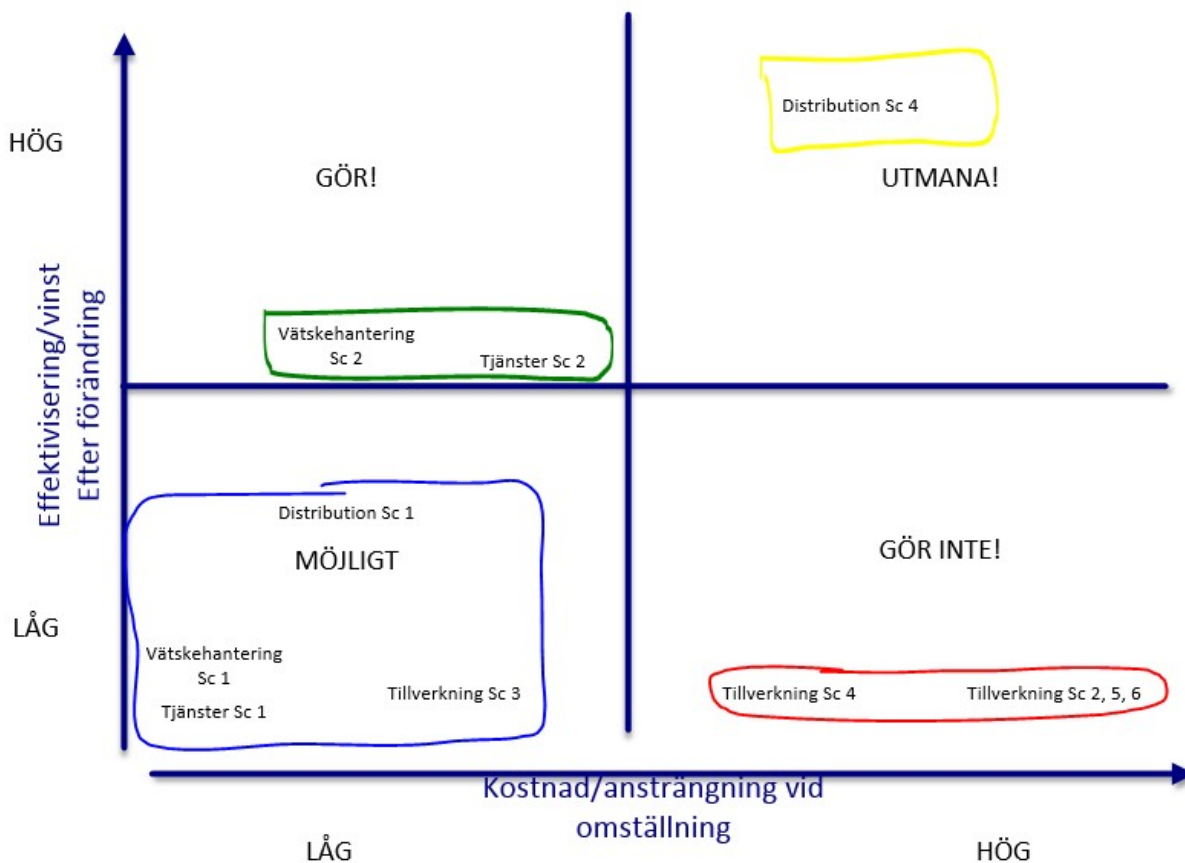 Distribution Sc 4
HÖG
GÖR!
UTMANA!
Effektivisering/vinst
Efter förändring
Vätskehantering
Sc 2
Tjänster Sc 2
Distribution Sc 1
MÖJLIGT
GÖR INTE!
LÅG
Vätskehantering
Sc 1
Tjänster Sc 1
Tillverkning Sc 3
Tillverkning Sc 4
Tillverkning Sc 2, 5, 6
Kostnad/ansträngning vid
omställning
LÅG
HÖG